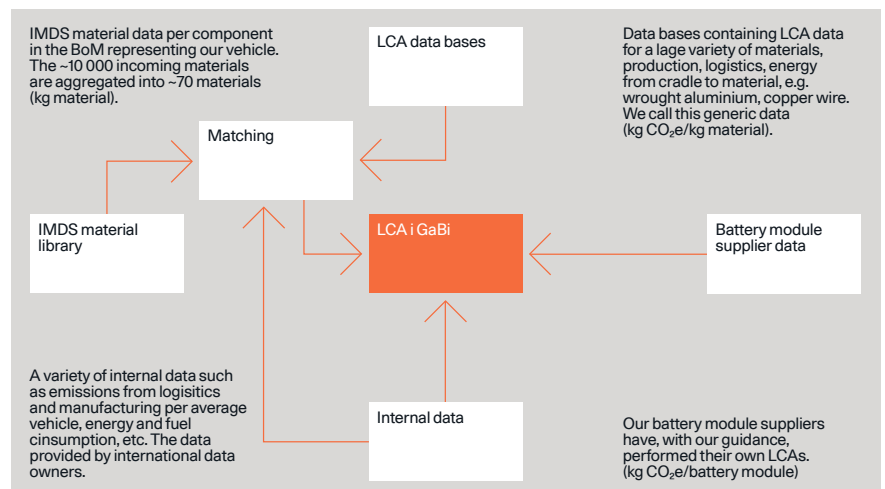 IMDS material data per component
in the BoM representing our vehicle.
The ~10 000 incoming materials
are aggregated into ~70 materials
(kg material).
LCA data bases
Data bases containing LCA data
for a lage variety of materials,
production, logistics, energy
from cradle to material, e.g.
wrought aluminium, copper wire.
We call this generic data
(kg CO₂e/kg material).
Matching
IMDS material
library
LCA i GaBi
Battery module
supplier data
A variety of internal data such
as emissions from logisitics
and manufacturing per average
vehicle, energy and fuel
cinsumption, etc. The data
provided by international data
owners.
Internal data
Our battery module suppliers
have, with our guidance,
performed their own LCAs.
(kg CO₂e/battery module)